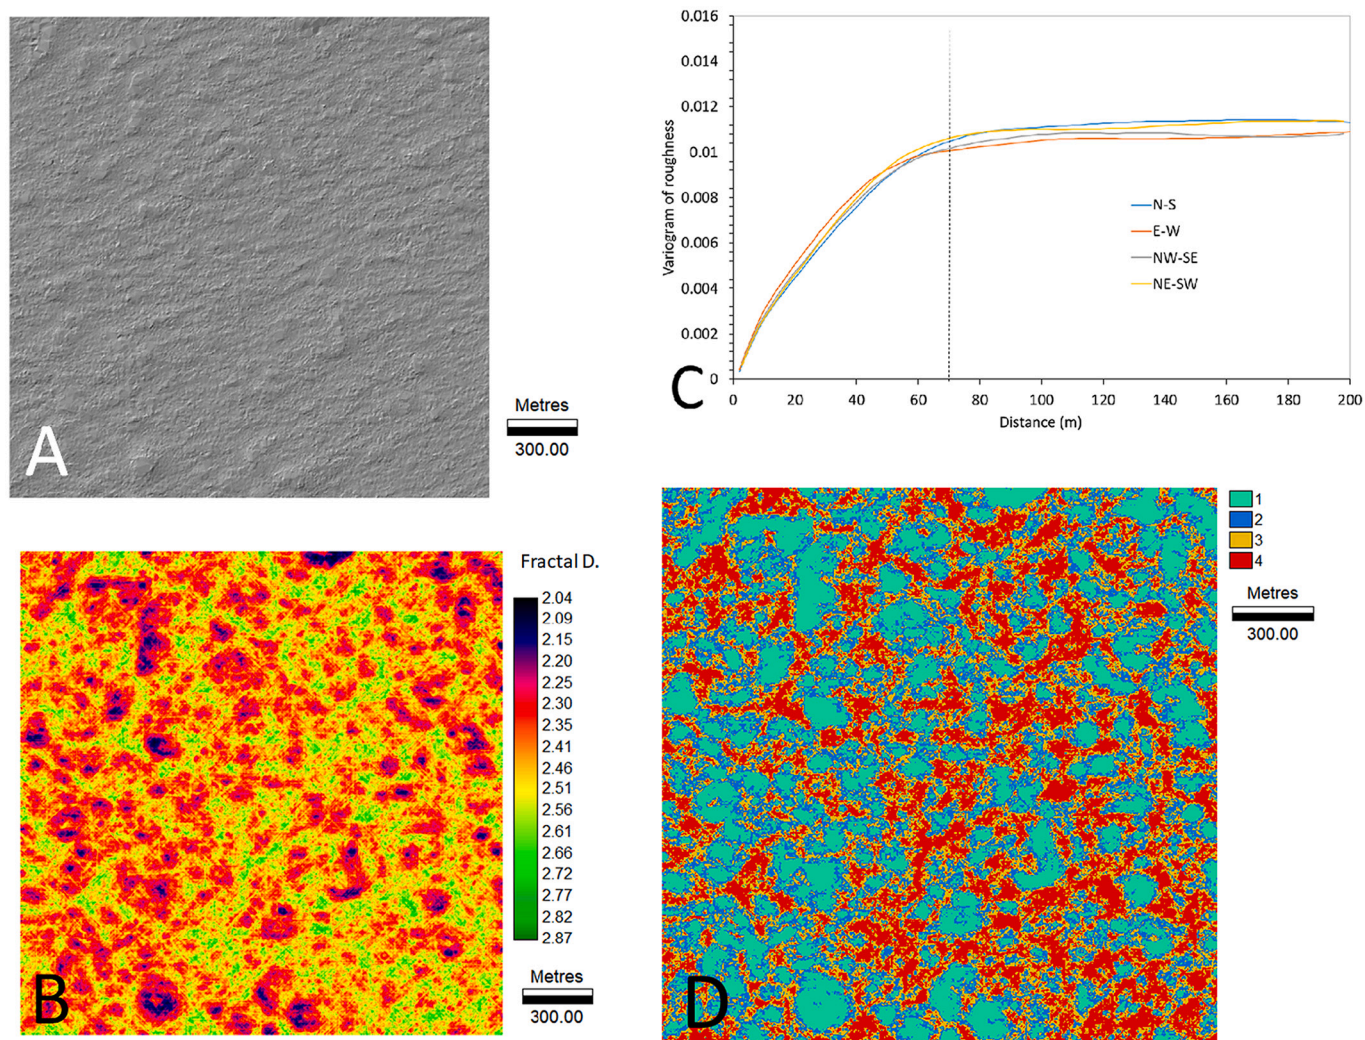 A
Metres
300.00
0.016
0.014
0.012
0.01
0.008
0.006
0.004
0.002
0
Variogram of roughness
N-S
E-W
NW-SE
NE-SW
C
0 20 40 60 80 100 120 140 160 180 200
Distance (m)
B
Fractal D.
2.04
2.09
2.15
2.20
2.25
2.30
2.35
2.41
2.46
2.51
2.56
2.61
2.66
2.72
2.77
2.82
2.87
Metres
300.00
D
1
2
3
4
Metres
300.00